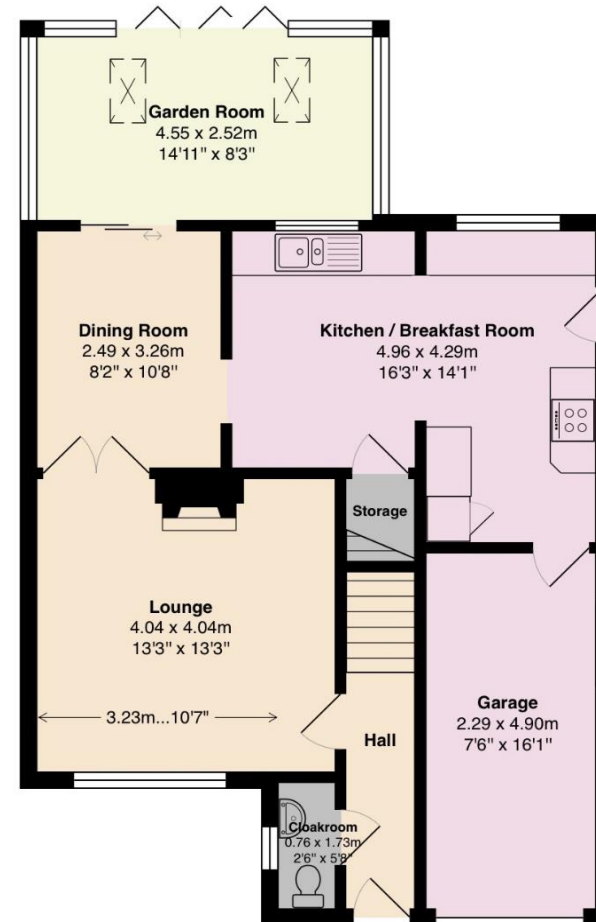 Garden Room
4.55 x 2.52m
14'11" x 8'3"
Dining Room
2.49 x 3.26m
8'2" x 10'8"
Kitchen / Breakfast Room
4.96 x 4.29m
16'3" x 14'1"
Storage
Lounge
4.04 x 4.04m
13'3" x 13'3"
3.23m...10'7"
Hall
Garage
2.29 x 4.90m
7'6" x 16'1"
Cloakroom
0.76 x 1.73m
2'6" x 5'8"